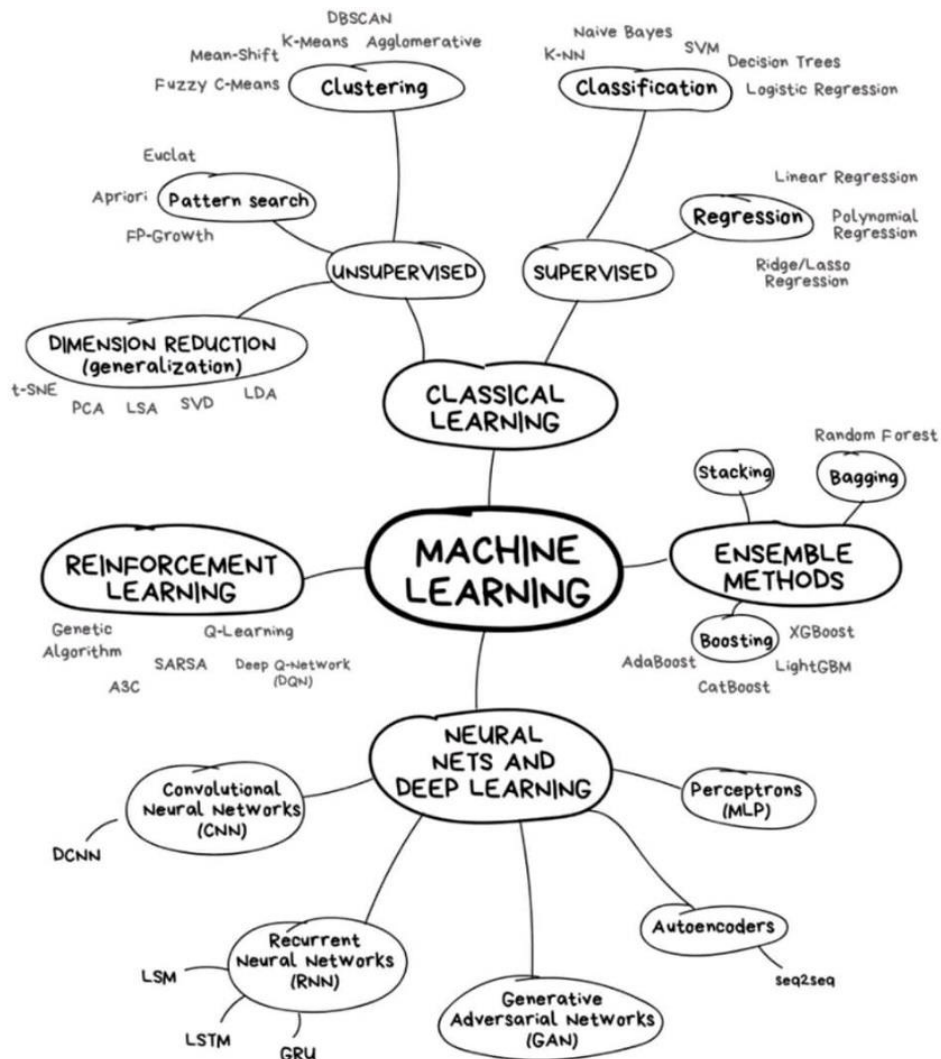 DBSCAN
K-Means
Agglomerative
Mean-Shift
Fuzzy C-Means
Clustering
Naive Bayes
K-NN
SVM
Decision Trees
Classification
Logistic Regression
Euclat
Apriori
Pattern search
FP-Growth
Linear Regression
Regression
Polynomial
Regression
Ridge/Lasso
Regression
UNSUPERVISED
SUPERVISED
DIMENSION REDUCTION
(generalization)
t-SNE
PCA
LSA
SVD
LDA
CLASSICAL
LEARNING
Random Forest
Stacking
Bagging
MACHINE
LEARNING
REINFORCEMENT
LEARNING
Genetic
Algorithm
Q-Learning
SARSA
Deep Q-Network
(DQN)
A3C
ENSEMBLE
METHODS
Boosting
XGBoost
AdaBoost
LightGBM
CatBoost
NEURAL
NETS AND
DEEP LEARNING
Convolutional
Neural Networks
(CNN)
DCNN
Perceptrons
(MLP)
Recurrent
Neural Networks
(RNN)
LSM
LSTM
GRU
Autoencoders
seq2seq
Generative
Adversarial Networks
(GAN)